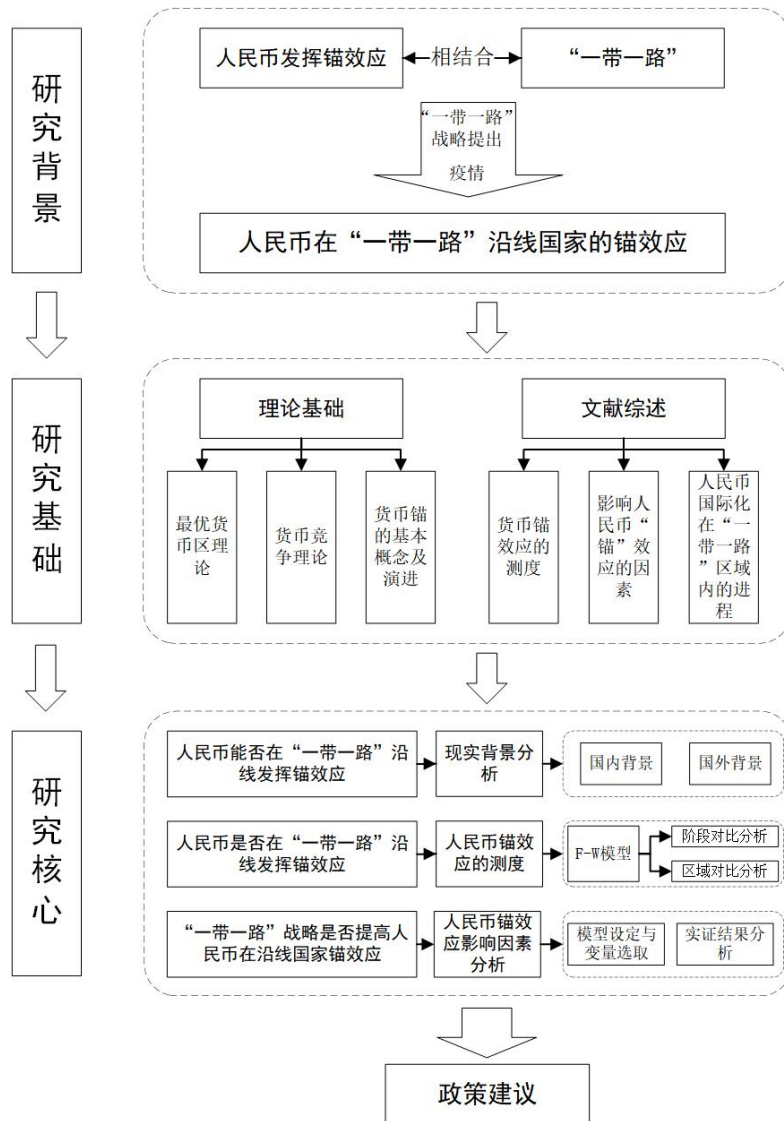 研
究
背
景
人民币发挥锚效应
相结合
“一带一路”
“一带一路”
战略提出
疫情
人民币在“一带一路”沿线国家的锚效应
研
究
基
础
理论基础
文献综述
最优货
币区理
论
货币竞
争理论
货币锚
的基本
概念及
演进
货币锚
效应的
测度
影响人
民币“
锚”效
应的因
素
人民币
国际化
在“一
带一路
”区域
内的进
程
研
究
核
心
人民币能否在“一带一路”沿
线发挥锚效应
现实背景分
析
国内背景
国外背景
人民币是否在“一带一路”沿
线发挥锚效应
人民币锚效
应的测度
F-W模型
阶段对比分析
区域对比分析
“一带一路”战略是否提高人
民币在沿线国家锚效应
人民币锚效
应影响因素
分析
模型设定与
变量选取
实证结果分
析
政策建议